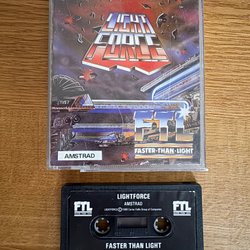 LIGHT
FORCE
FTL
FASTER-THAN-LIGHT
AMSTRAD
LIGHTFORCE
AMSTRAD
FTL
FTL
FASTER THAN LIGHT